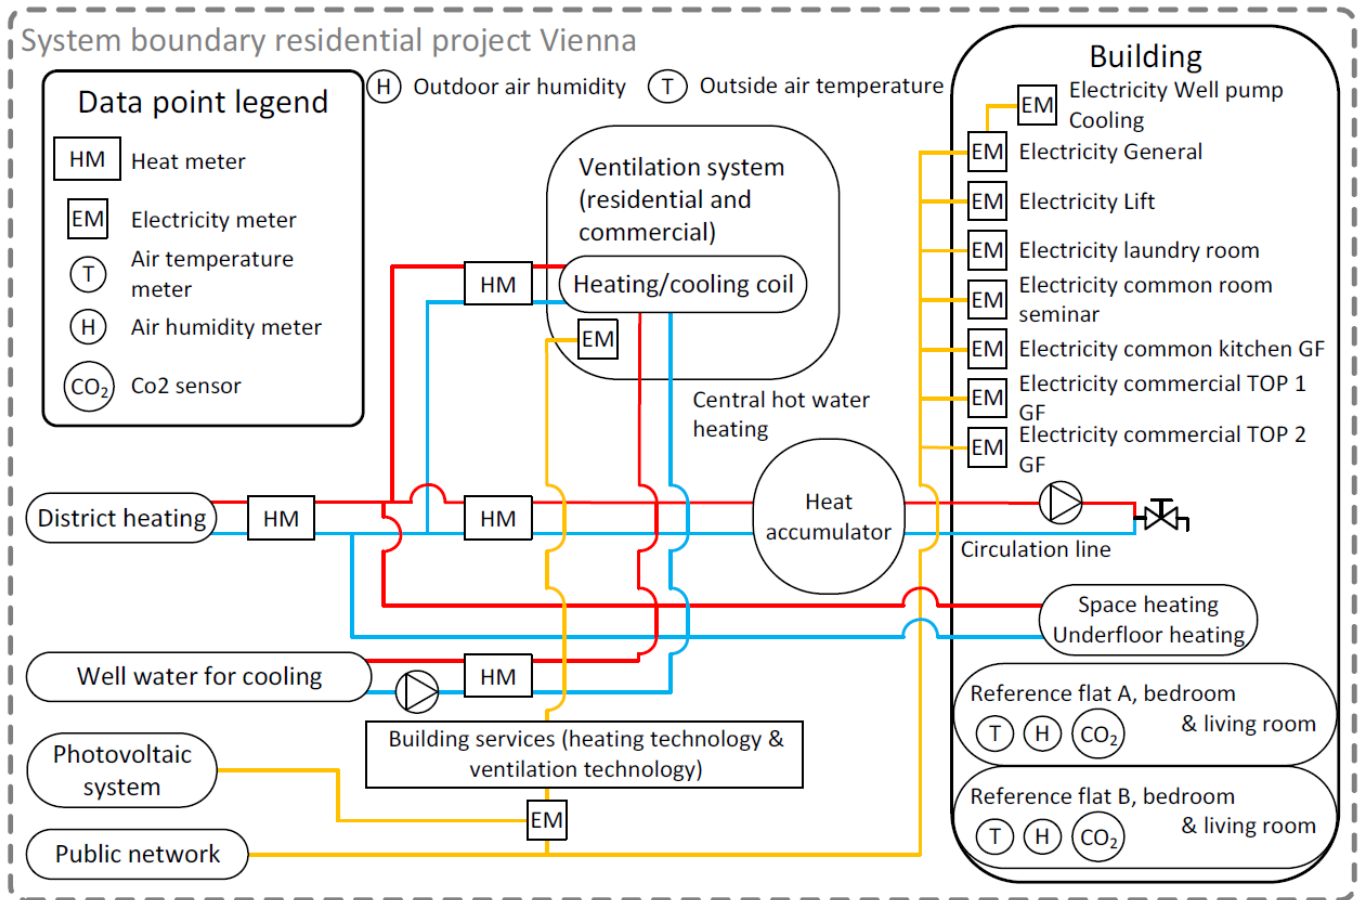 System boundary residential project Vienna
Data point legend
HM Heat meter
EM Electricity meter
T Air temperature
meter
H Air humidity meter
CO₂ Co2 sensor
H Outdoor air humidity
T Outside air temperature
Ventilation system
(residential and
commercial)
HM
Heating/cooling coil
EM
Central hot water
heating
District heating
HM
HM
Heat
accumulator
Well water for cooling
HM
Building services (heating technology &
ventilation technology)
Photovoltaic
system
EM
Public network
Building
EM Electricity Well pump
Cooling
EM Electricity General
EM Electricity Lift
EM Electricity laundry room
EM Electricity common room
seminar
EM Electricity common kitchen GF
EM Electricity commercial TOP 1
GF
EM Electricity commercial TOP 2
GF
Circulation line
Space heating
Underfloor heating
Reference flat A, bedroom
& living room
T H CO₂
Reference flat B, bedroom
& living room
T H CO₂